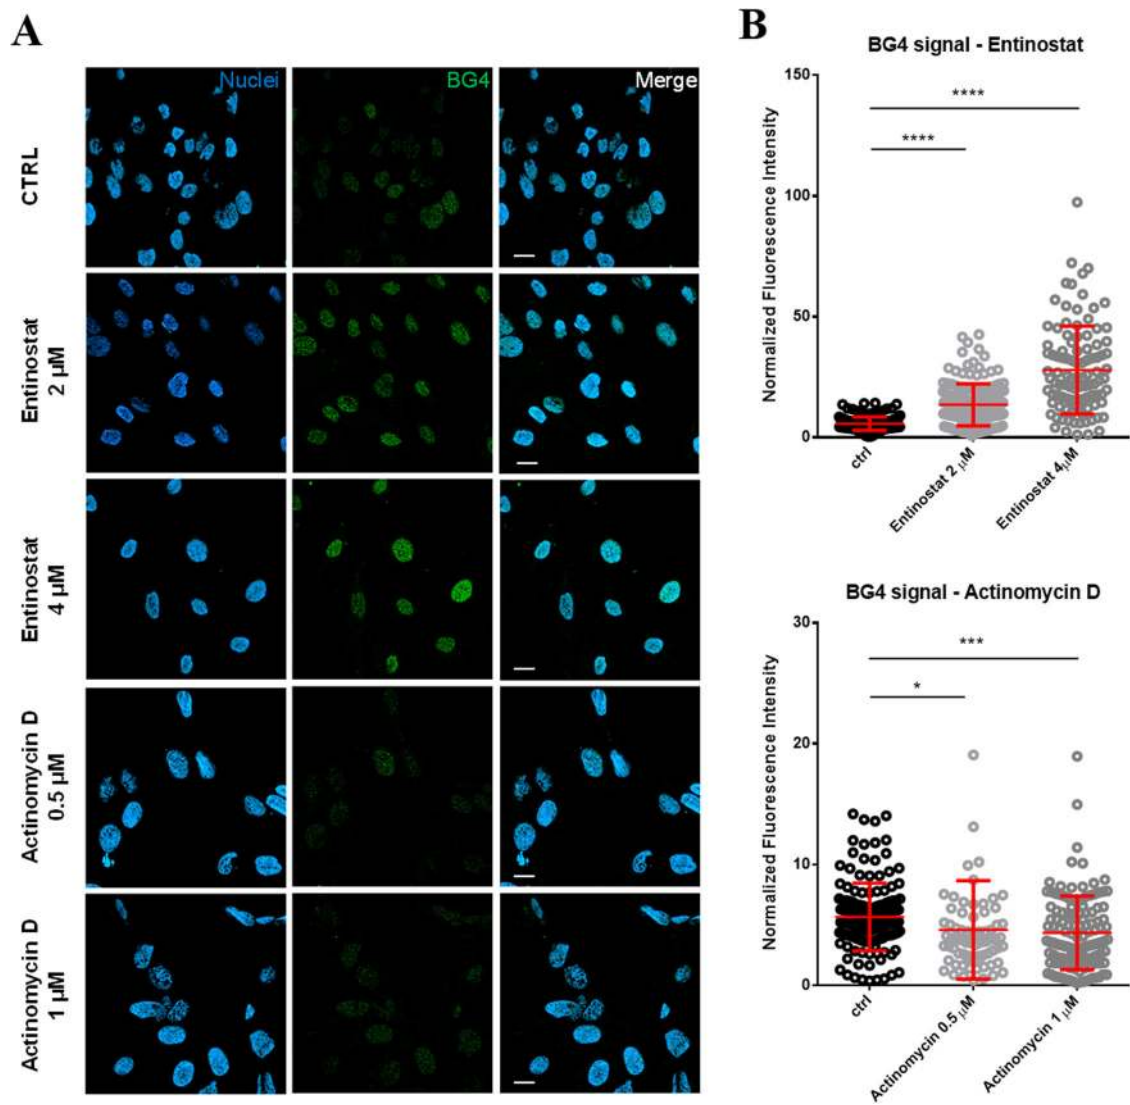 A
Nuclei
BG4
Merge
CTRL
Entinostat
2 µM
Entinostat
4 µM
Actinomycin D
0.5 µM
Actinomycin D
1 µM
B
BG4 signal - Entinostat
Normalized Fluorescence Intensity
150
100
50
0
****
****
ctrl
Entinostat 2 µM
Entinostat 4µM
BG4 signal - Actinomycin D
Normalized Fluorescence Intensity
30
20
10
0
***
*
ctrl
Actinomycin 0.5 µM
Actinomycin 1 µM